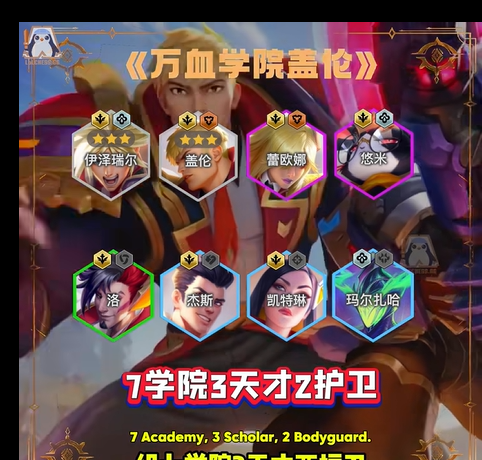 《万血学院盖伦》
伊泽瑞尔 盖伦 蕾欧娜 悠米
洛 杰斯 凯特琳 玛尔扎哈
7学院3天才2护卫
7 Academy, 3 Scholar, 2 Bodyguard.